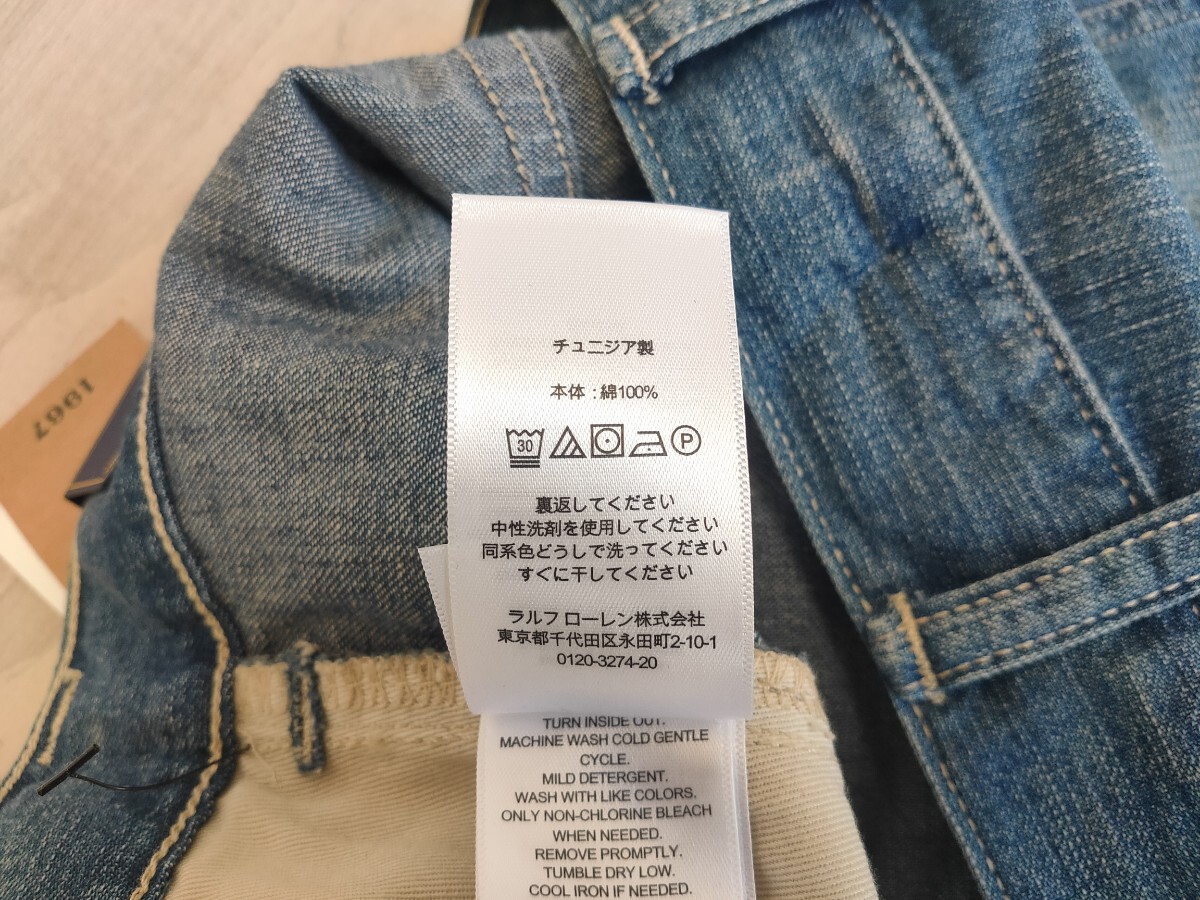 チュニジア製
本体：綿100%
30 P
裏返してください
中性洗剤を使用してください
同系色どうしで洗ってください
すぐに干してください
ラルフ ローレン株式会社
東京都千代田区永田町2-10-1
0120-3274-20
TURN INSIDE OUT.
MACHINE WASH COLD GENTLE
CYCLE.
MILD DETERGENT.
WASH WITH LIKE COLORS.
ONLY NON-CHLORINE BLEACH
WHEN NEEDED.
REMOVE PROMPTLY.
TUMBLE DRY LOW.
COOL IRON IF NEEDED.
1967